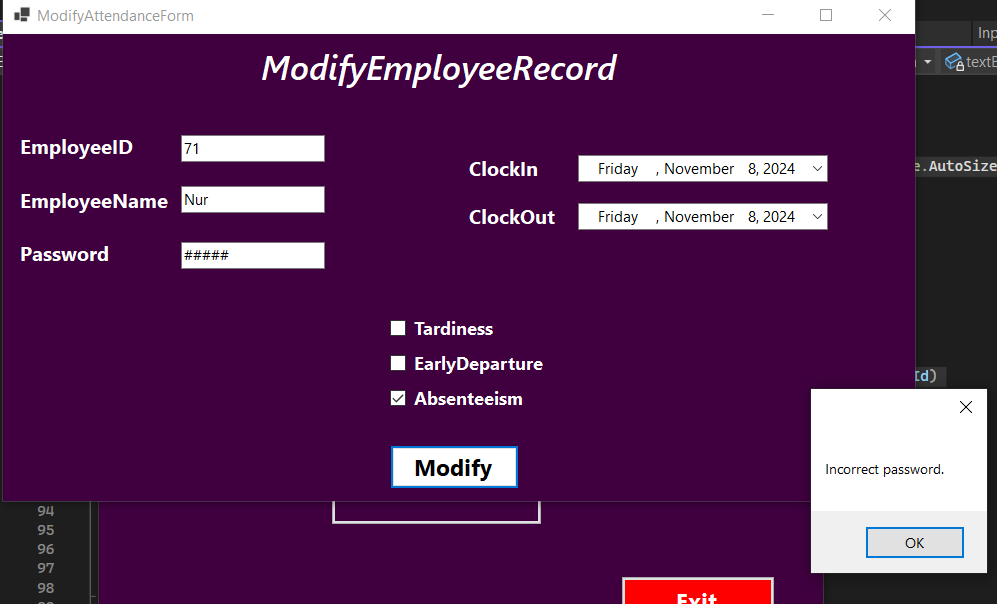 ModifyAttendanceForm
Inp
ModifyEmployeeRecord
textE
EmployeeID 71
ClockIn Friday , November 8, 2024
e.AutoSize
EmployeeName Nur
ClockOut Friday , November 8, 2024
Password #####
Tardiness
EarlyDeparture
Id)
Absenteeism
Modify
Incorrect password.
OK
94
95
96
97
98
Exit